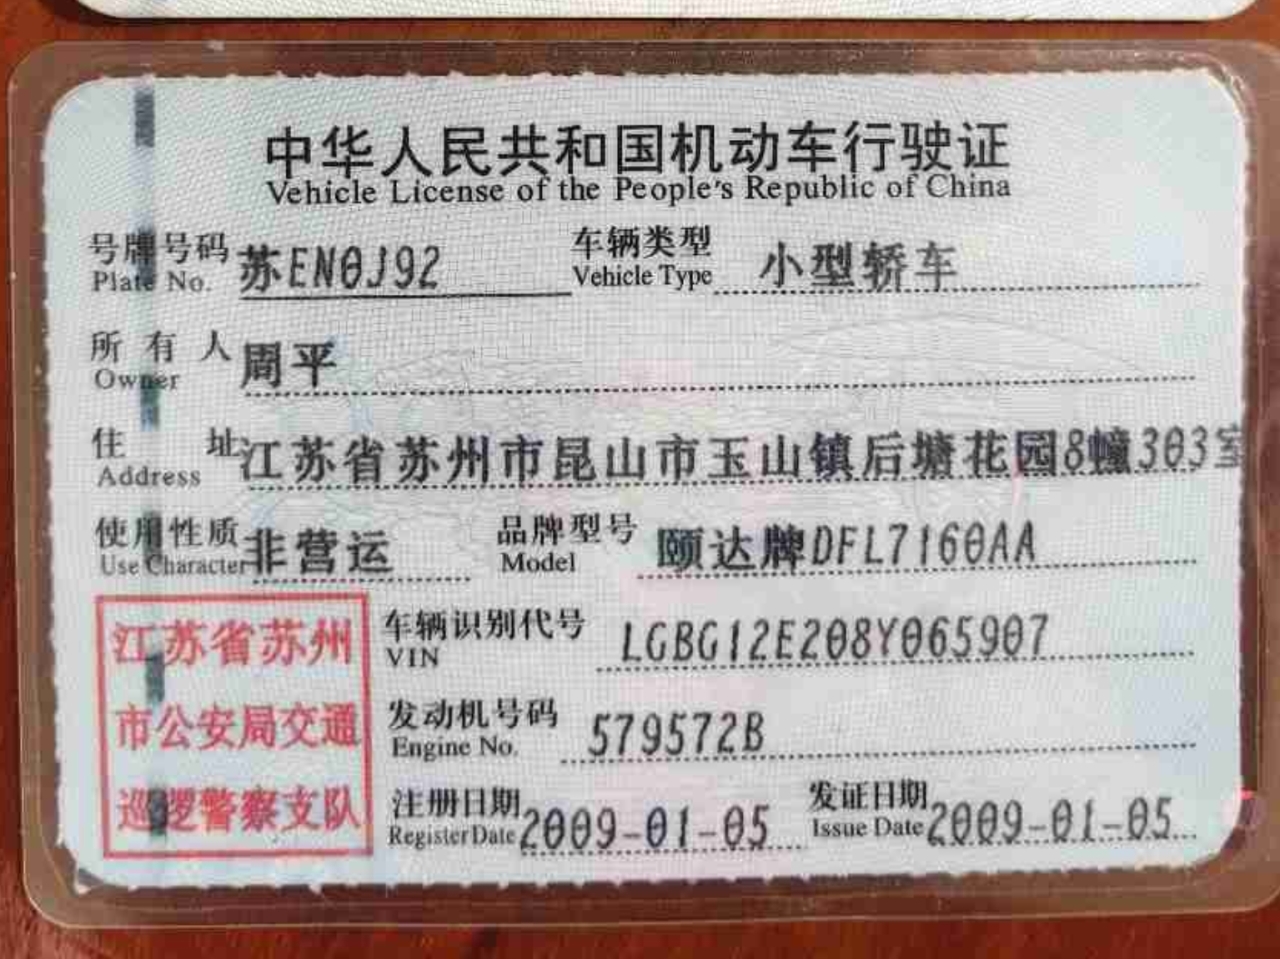 中华人民共和国机动车行驶证
Vehicle License of the People's Republic of China
号牌号码 苏EN0J92 车辆类型 小型轿车
Plate No. Vehicle Type
所有人 周平
Owner
住址 江苏省苏州市昆山市玉山镇后塘花园8幢303室
Address
使用性质 非营运 品牌型号 颐达牌DFL7160AA
Use Character Model
江苏省苏州
市公安局交通
巡逻警察支队
车辆识别代号 LGBG12E208Y065907
VIN
发动机号码 579572B
Engine No.
注册日期 2009-01-05 发证日期 2009-01-05
Register Date Issue Date